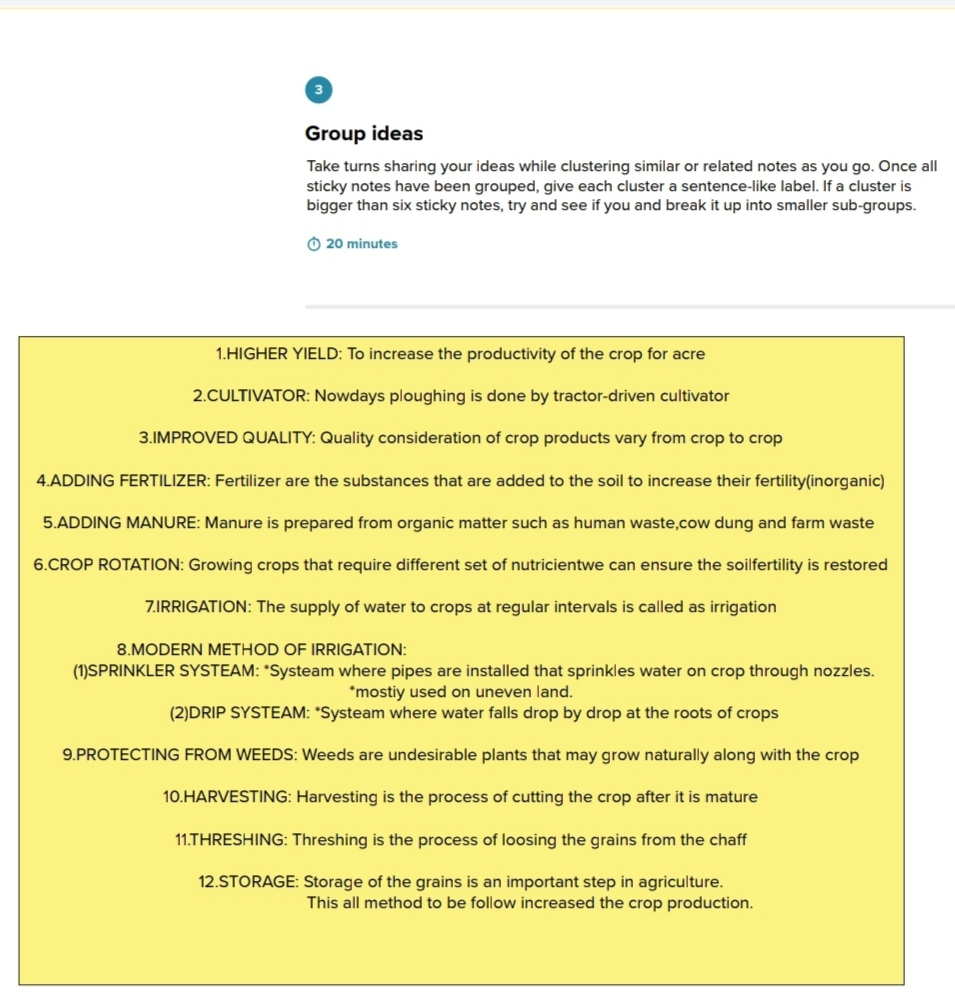 3
Group ideas
Take turns sharing your ideas while clustering similar or related notes as you go. Once all
sticky notes have been grouped, give each cluster a sentence-like label. If a cluster is
bigger than six sticky notes, try and see if you and break it up into smaller sub-groups.
20 minutes
1.HIGHER YIELD: To increase the productivity of the crop for acre
2.CULTIVATOR: Nowdays ploughing is done by tractor-driven cultivator
3.IMPROVED QUALITY: Quality consideration of crop products vary from crop to crop
4.ADDING FERTILIZER: Fertilizer are the substances that are added to the soil to increase their fertility(inorganic)
5.ADDING MANURE: Manure is prepared from organic matter such as human waste,cow dung and farm waste
6.CROP ROTATION: Growing crops that require different set of nutricientwe can ensure the soilfertility is restored
7.IRRIGATION: The supply of water to crops at regular intervals is called as irrigation
8.MODERN METHOD OF IRRIGATION:
(1)SPRINKLER SYSTEAM: *Systeam where pipes are installed that sprinkles water on crop through nozzles.
*mostiy used on uneven land.
(2)DRIP SYSTEAM: *Systeam where water falls drop by drop at the roots of crops
9.PROTECTING FROM WEEDS: Weeds are undesirable plants that may grow naturally along with the crop
10.HARVESTING: Harvesting is the process of cutting the crop after it is mature
11.THRESHING: Threshing is the process of loosing the grains from the chaff
12.STORAGE: Storage of the grains is an important step in agriculture.
This all method to be follow increased the crop production.